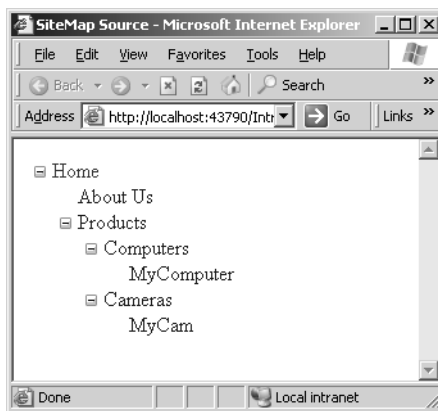 SiteMap Source - Microsoft Internet Explorer
File Edit View Favorites Tools Help
Back Search »
Address http://localhost:43790/Intr Go Links »
Home
About Us
Products
Computers
MyComputer
Cameras
MyCam
Done Local intranet